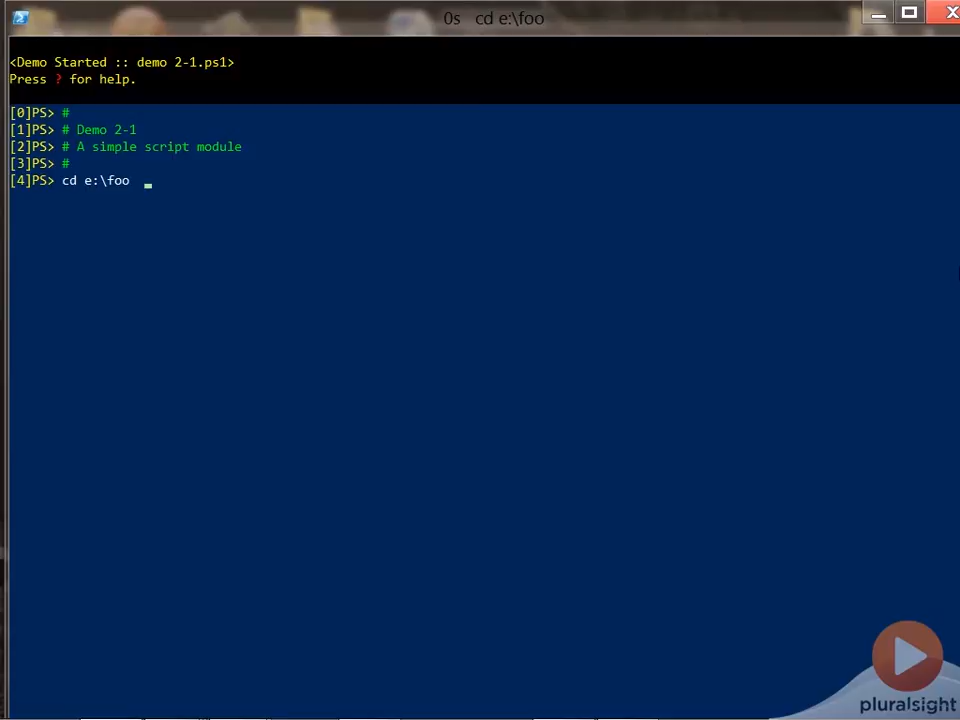 0s cd e:\foo
<Demo Started :: demo 2-1.ps1>
Press ? for help.
[0]PS> #
[1]PS> # Demo 2-1
[2]PS> # A simple script module
[3]PS> #
[4]PS> cd e:\foo _
pluralsight